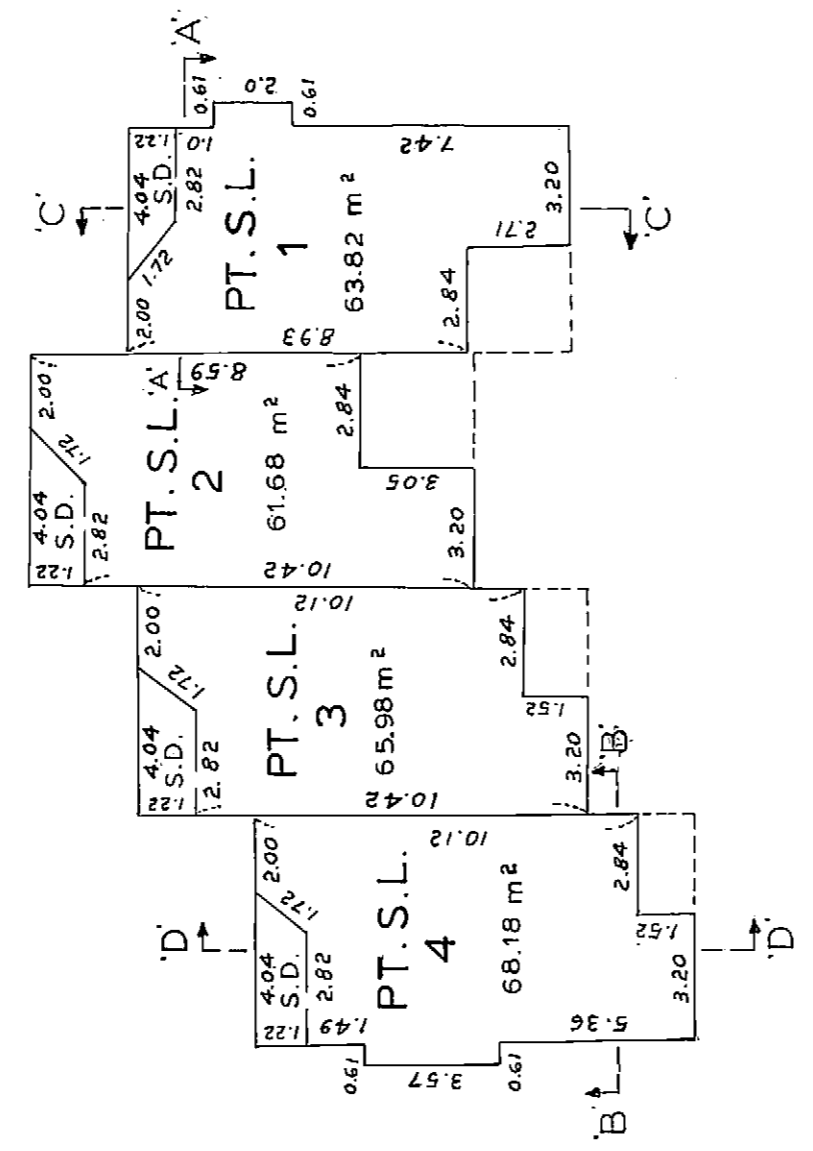 'A'
0.61
2.0
0.61
1.22
1.0
4.04
S.D.
2.82
'C'
1.72
2.00
PT. S.L.
1
63.82 m²
7.42
3.20
2.71
'C'
2.84
8.93
8.59
'A'
2.00
1.72
4.04
S.D.
2.82
1.22
PT. S.L.
2
61.68 m²
2.84
3.05
3.20
10.42
10.12
2.00
1.72
4.04
S.D.
2.82
1.22
PT. S.L.
3
65.98 m²
2.84
1.52
3.20
'B'
10.42
10.12
2.00
1.72
4.04
S.D.
2.82
1.22
1.49
'D'
PT. S.L.
4
68.18 m²
2.84
1.52
3.20
'D'
5.36
0.61
3.57
0.61
'B'